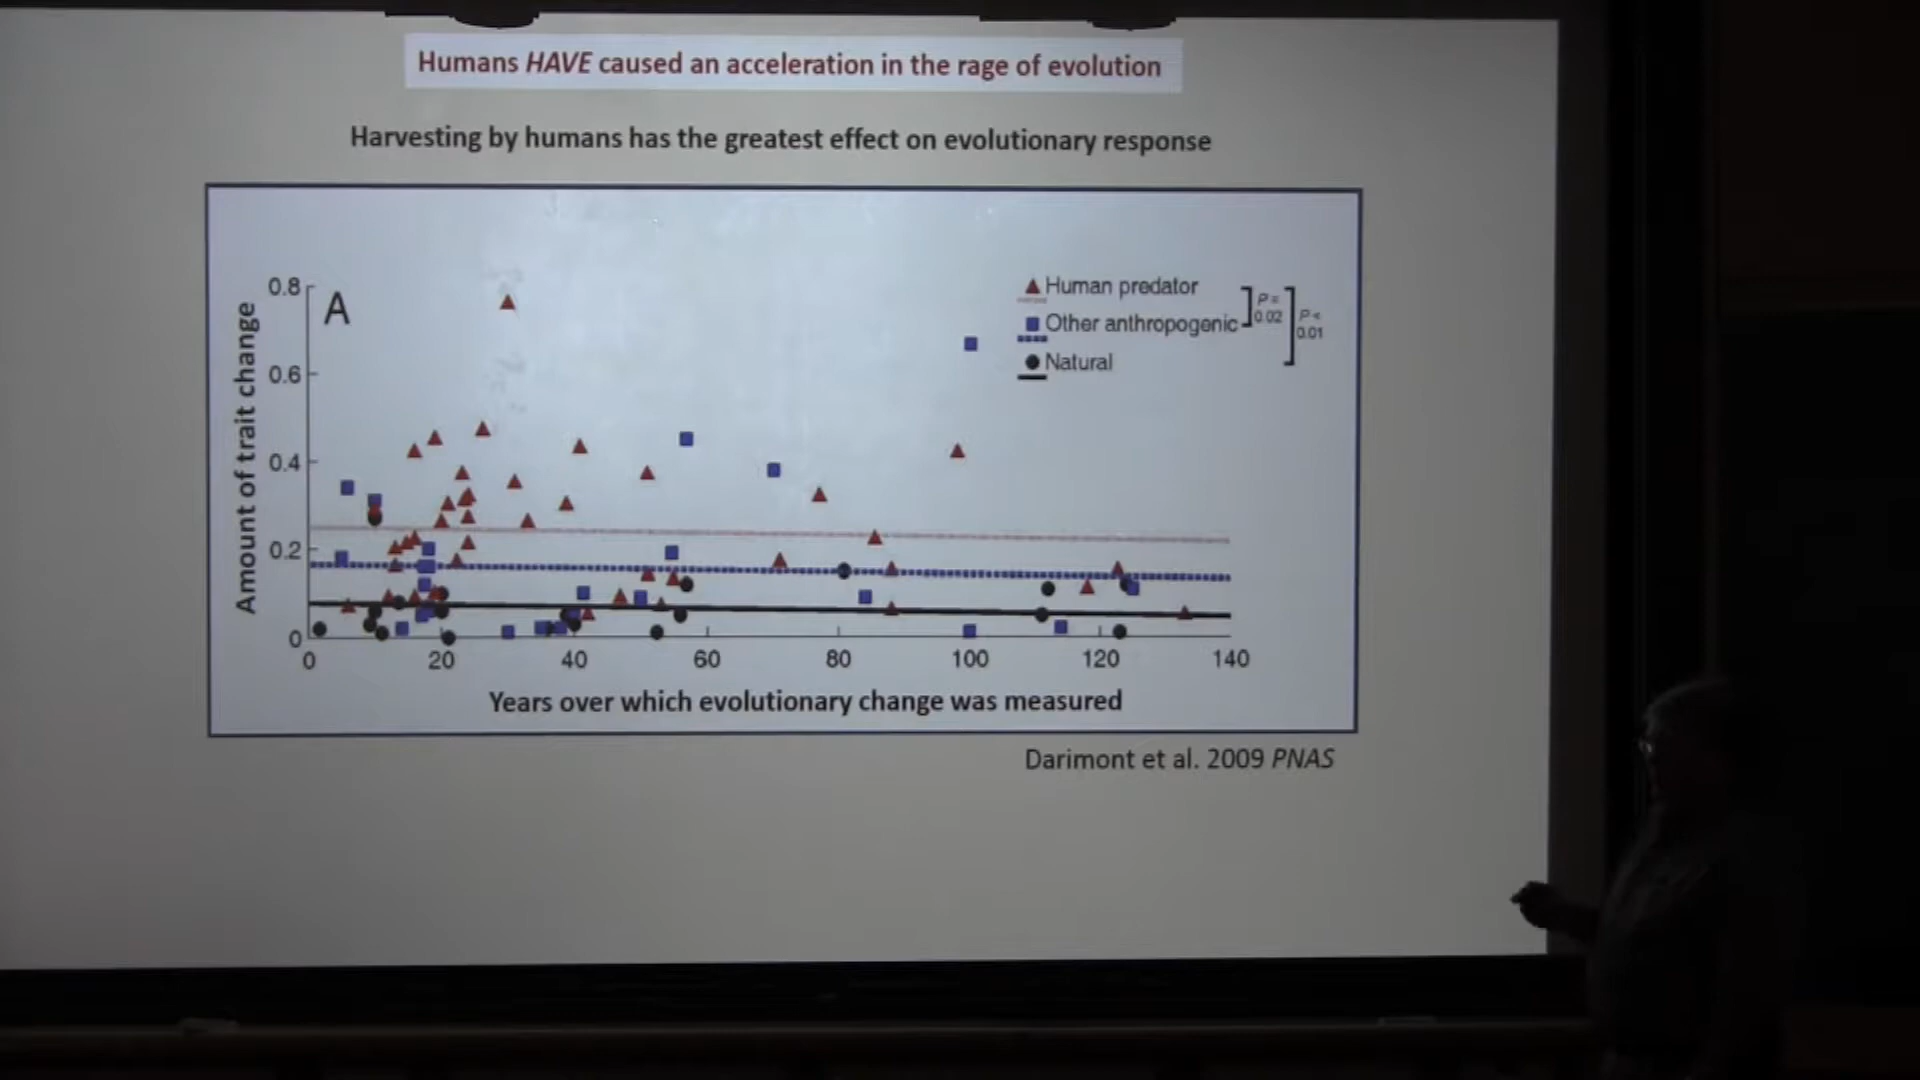 Humans HAVE caused an acceleration in the rage of evolution
Harvesting by humans has the greatest effect on evolutionary response
A
Human predator
Other anthropogenic
Natural
P =
0.02
P <
0.01
Amount of trait change
0.8
0.6
0.4
0.2
0
0 20 40 60 80 100 120 140
Years over which evolutionary change was measured
Darimont et al. 2009 PNAS